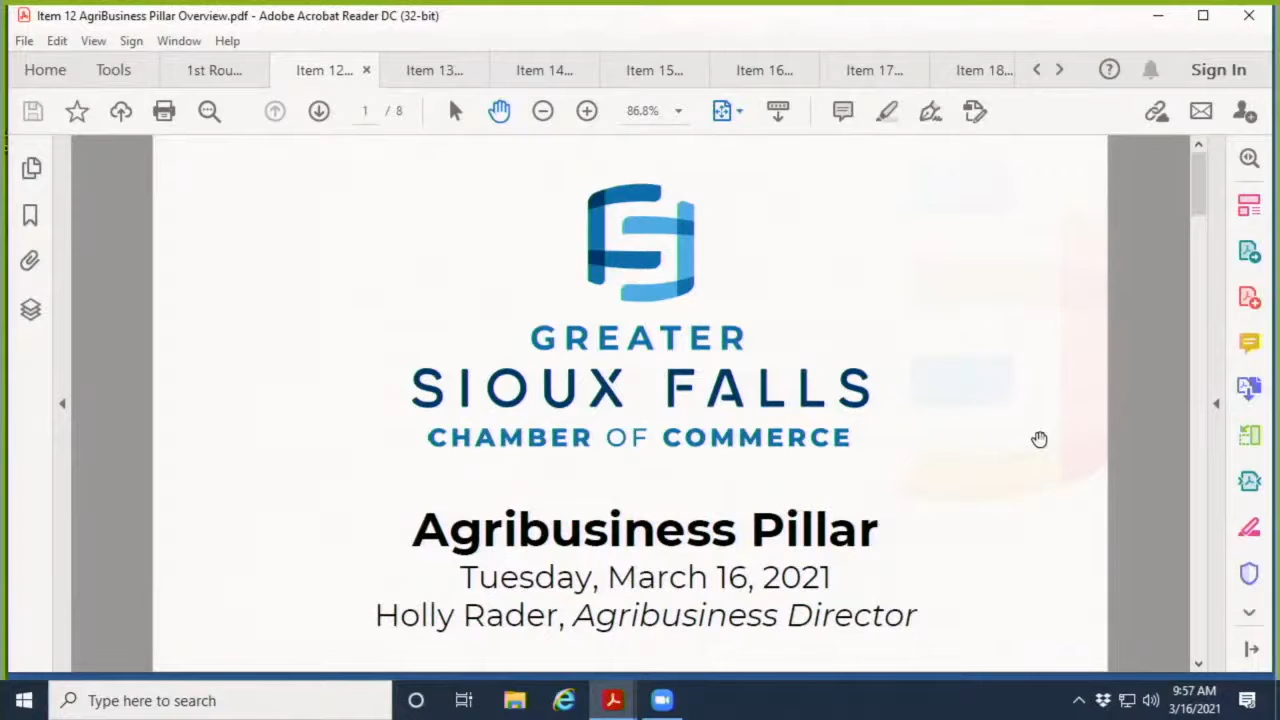 Item 12 AgriBusiness Pillar Overview.pdf - Adobe Acrobat Reader DC (32-bit)
File Edit View Sign Window Help
Home Tools 1st Rou... Item 12... × Item 13... Item 14... Item 15... Item 16... Item 17... Item 18... Sign In
1 / 8 86.8%
GREATER
SIOUX FALLS
CHAMBER OF COMMERCE
Agribusiness Pillar
Tuesday, March 16, 2021
Holly Rader, Agribusiness Director
Type here to search
9:57 AM
3/16/2021